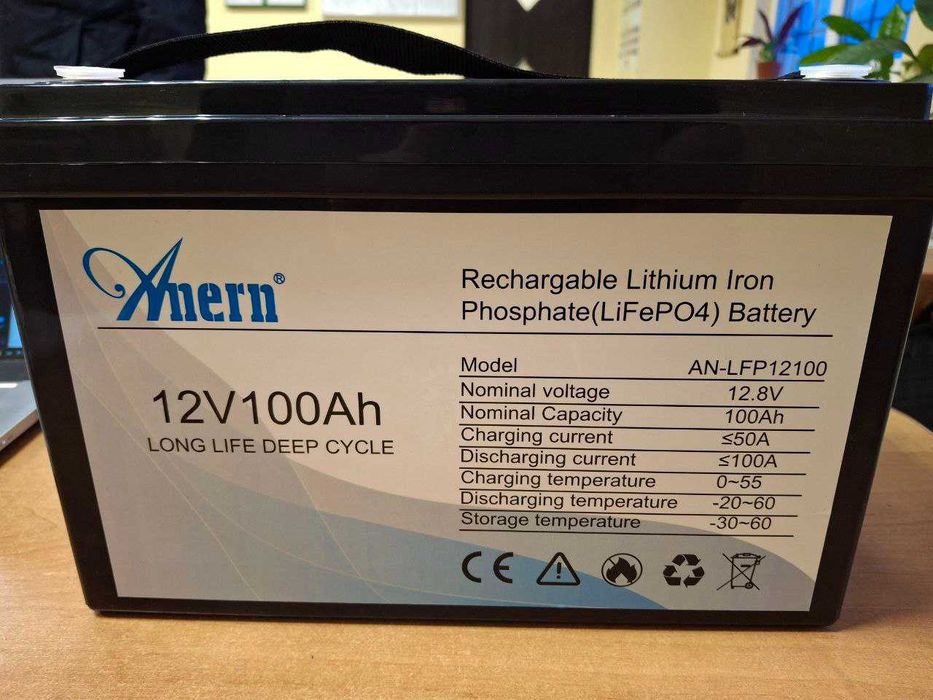 Anern®
Rechargable Lithium Iron
Phosphate(LiFePO4) Battery
12V100Ah
LONG LIFE DEEP CYCLE
Model AN-LFP12100
Nominal voltage 12.8V
Nominal Capacity 100Ah
Charging current ≤50A
Discharging current ≤100A
Charging temperature 0~55
Discharging temperature -20~60
Storage temperature -30~60
CE